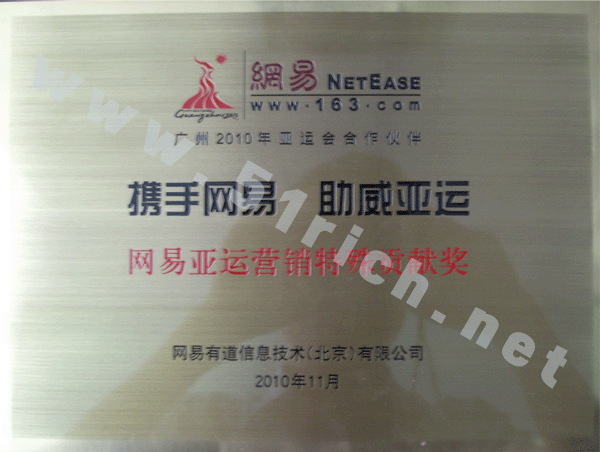 網易 NETEASE
www.163.com
Guangzhou2010
广州2010年亚运会合作伙伴
携手网易 助威亚运
网易亚运营销特殊贡献奖
网易有道信息技术(北京)有限公司
2010年11月
www.51rich.net